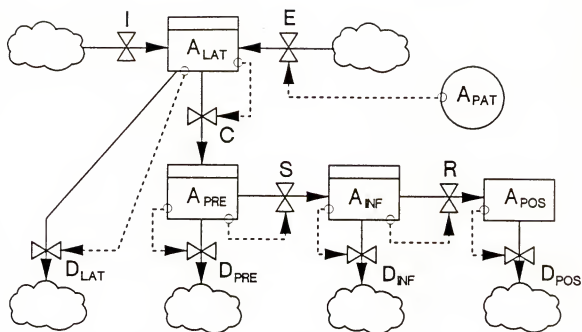 I
E
A LAT
A PAT
C
S
R
A PRE
A INF
A POS
D LAT
D PRE
D INF
D POS